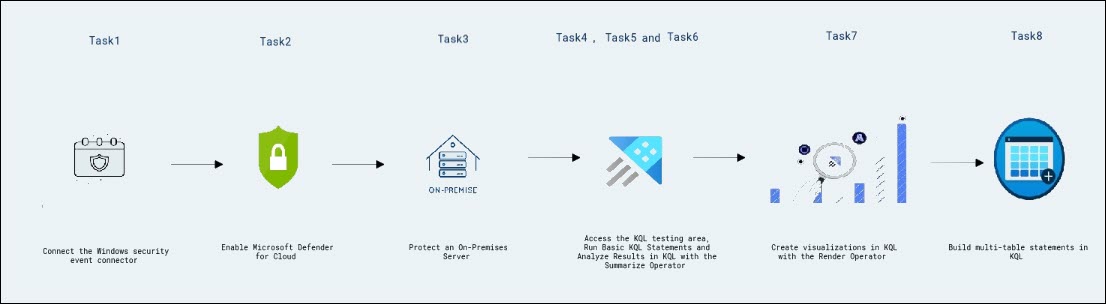 Task1
Task2
Task3
Task4 , Task5 and Task6
Task7
Task8
ON-PREMISE
Connect the Windows security
event connector
Enable Microsoft Defender
for Cloud
Protect an On-Premises
Server
Access the KQL testing area,
Run Basic KQL Statements and
Analyze Results in KQL with the
Summarize Operator
Create visualizations in KQL
with the Render Operator
Build multi-table statements in
KQL